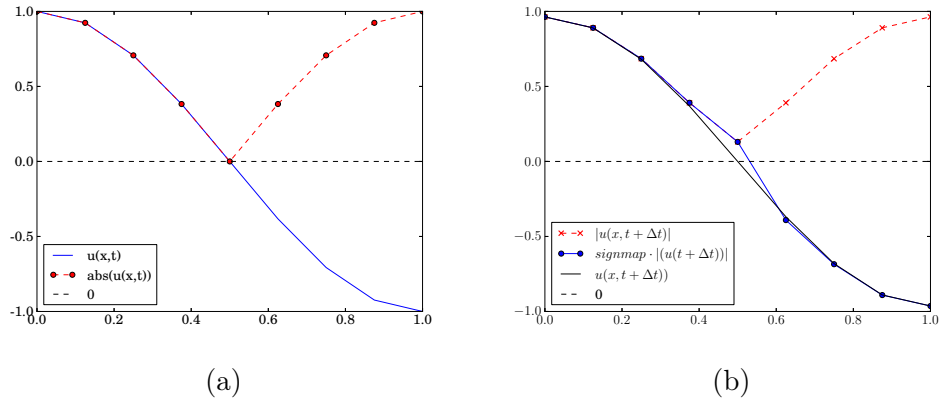 1.0
0.5
0.0
-0.5
-1.0
0.0 0.2 0.4 0.6 0.8 1.0
u(x,t)
abs(u(x,t))
0
(a)
1.0
0.5
0.0
−0.5
−1.0
0.0 0.2 0.4 0.6 0.8 1.0
|u(x, t + Δt)|
signmap · |(u(t + Δt))|
u(x, t + Δt))
0
(b)